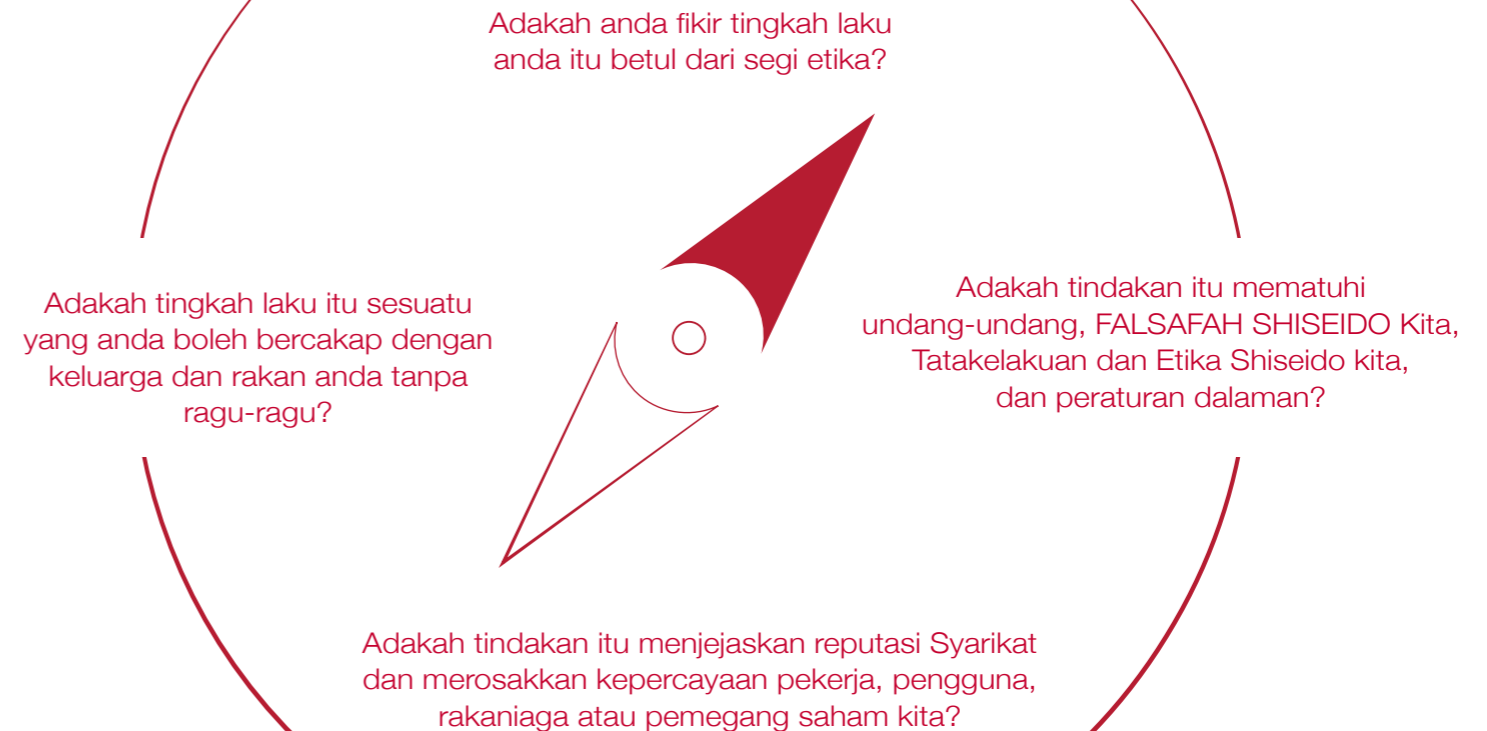 Adakah anda fikir tingkah laku
anda itu betul dari segi etika?
Adakah tingkah laku itu sesuatu
yang anda boleh bercakap dengan
keluarga dan rakan anda tanpa
ragu-ragu?
Adakah tindakan itu mematuhi
undang-undang, FALSAFAH SHISEIDO Kita,
Tatakelakuan dan Etika Shiseido kita,
dan peraturan dalaman?
Adakah tindakan itu menjejaskan reputasi Syarikat
dan merosakkan kepercayaan pekerja, pengguna,
rakaniaga atau pemegang saham kita?